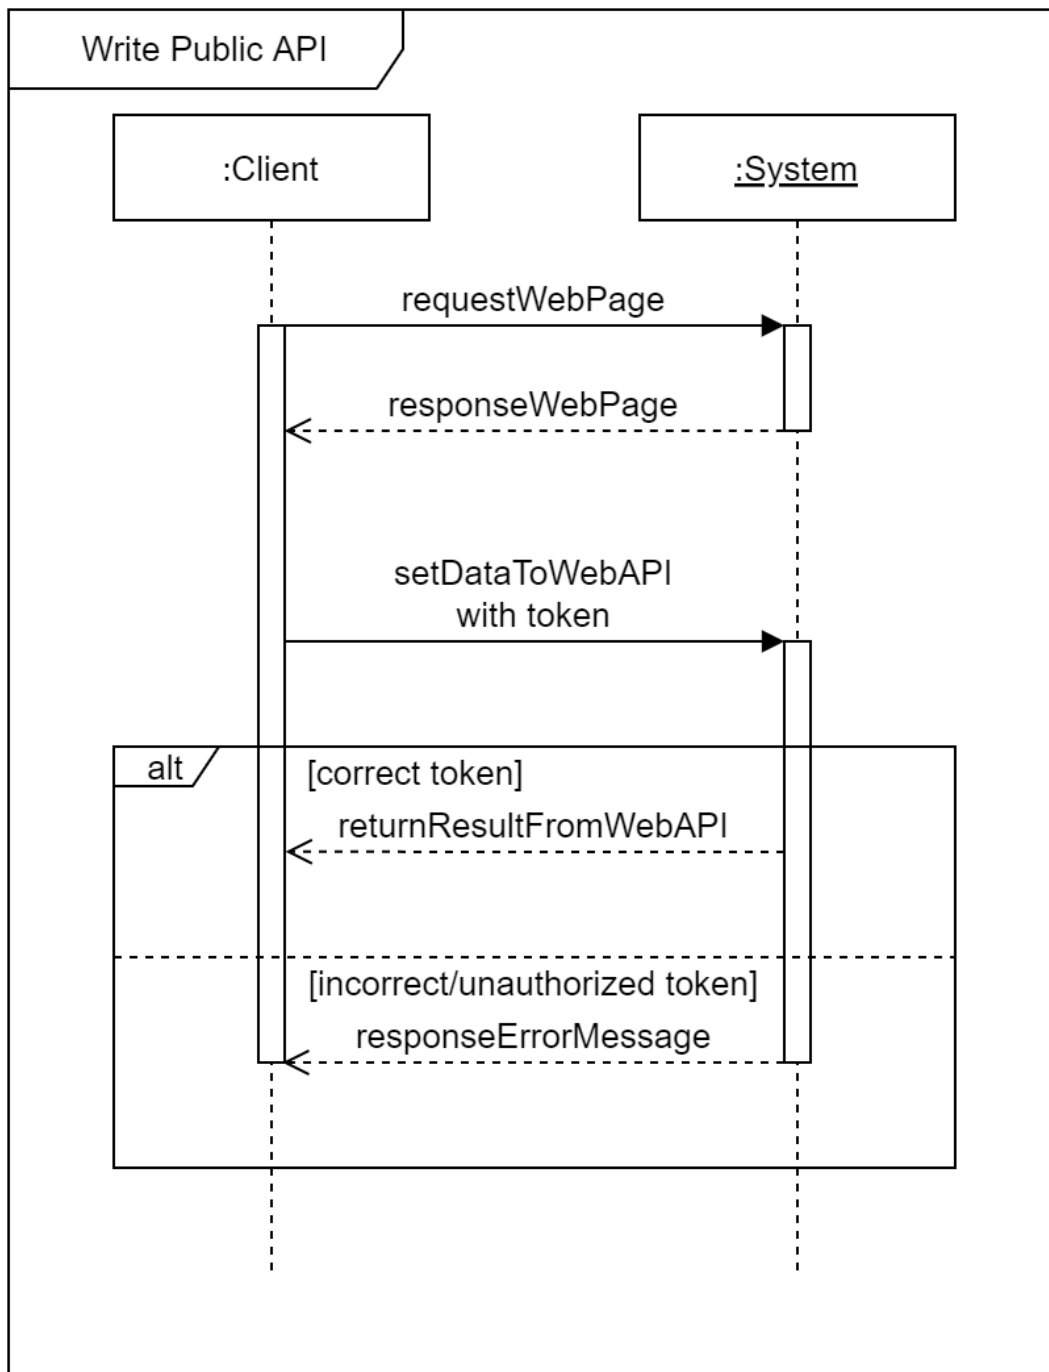 Write Public API
:Client
:System
requestWebPage
responseWebPage
setDataToWebAPI
with token
alt
[correct token]
returnResultFromWebAPI
[incorrect/unauthorized token]
responseErrorMessage